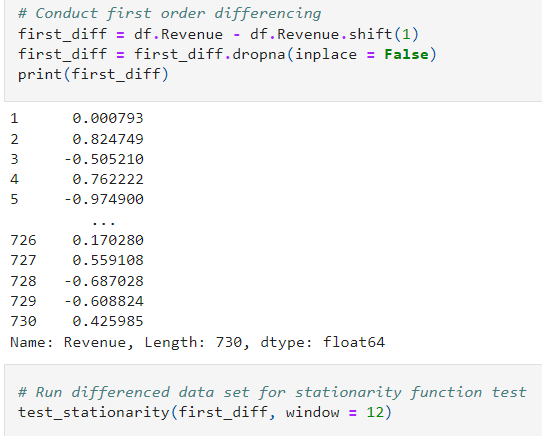 # Conduct first order differencing
first_diff = df.Revenue - df.Revenue.shift(1)
first_diff = first_diff.dropna(inplace = False)
print(first_diff)
1      0.000793
2      0.824749
3     -0.505210
4      0.762222
5     -0.974900
         ...
726    0.170280
727    0.559108
728   -0.687028
729   -0.608824
730    0.425985
Name: Revenue, Length: 730, dtype: float64
# Run differenced data set for stationarity function test
test_stationarity(first_diff, window = 12)